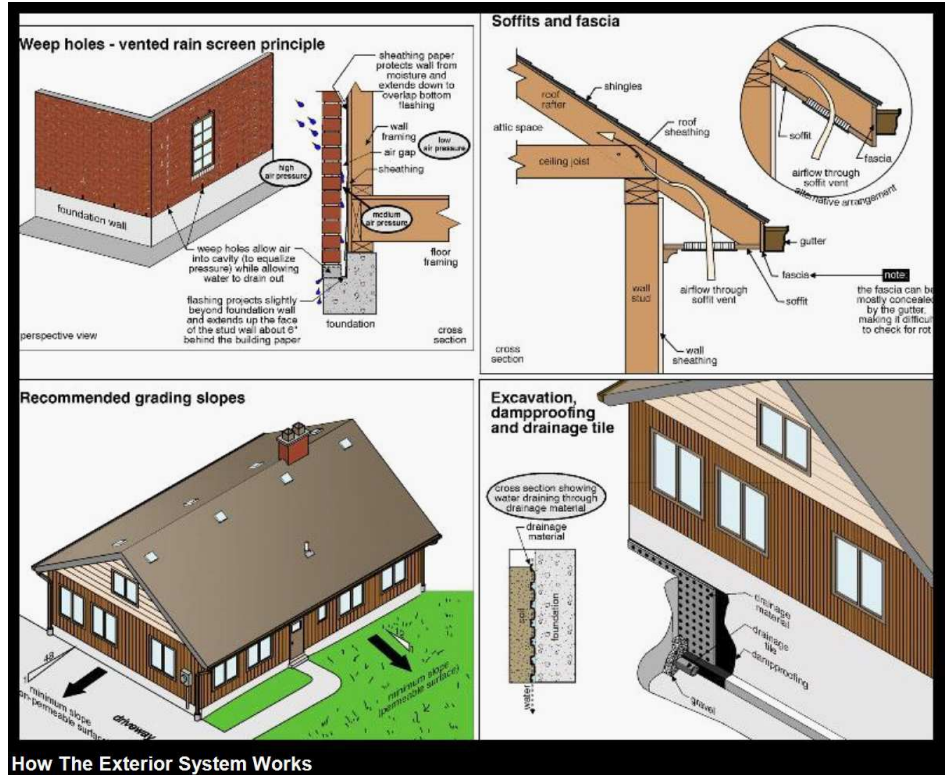 Weep holes - vented rain screen principle
sheathing paper
protects wall from
moisture and
extends down to
overlap bottom
flashing
wall
framing
low
air pressure
air gap
sheathing
high
air pressure
medium
air pressure
foundation wall
floor
framing
weep holes allow air
into cavity (to equalize
pressure) while allowing
water to drain out
flashing projects slightly
beyond foundation wall
and extends up the face
of the stud wall about 6"
behind the building paper
foundation
perspective view
cross
section
Soffits and fascia
shingles
roof
rafter
roof
sheathing
attic space
ceiling joist
soffit
fascia
airflow through
soffit vent
alternative arrangement
gutter
fascia
note:
the fascia can be
mostly concealed
by the gutter,
making it difficult
to check for rot
airflow through
soffit vent
soffit
wall
stud
wall
sheathing
cross
section
Recommended grading slopes
48
1
minimum slope
on-permeable surface)
driveway
minimum slope
(permeable surface)
Excavation,
dampproofing
and drainage tile
cross section showing
water draining through
drainage material
drainage
material
soil
foundation
water
drainage
material
drainage
tile
dampproofing
gravel
How The Exterior System Works